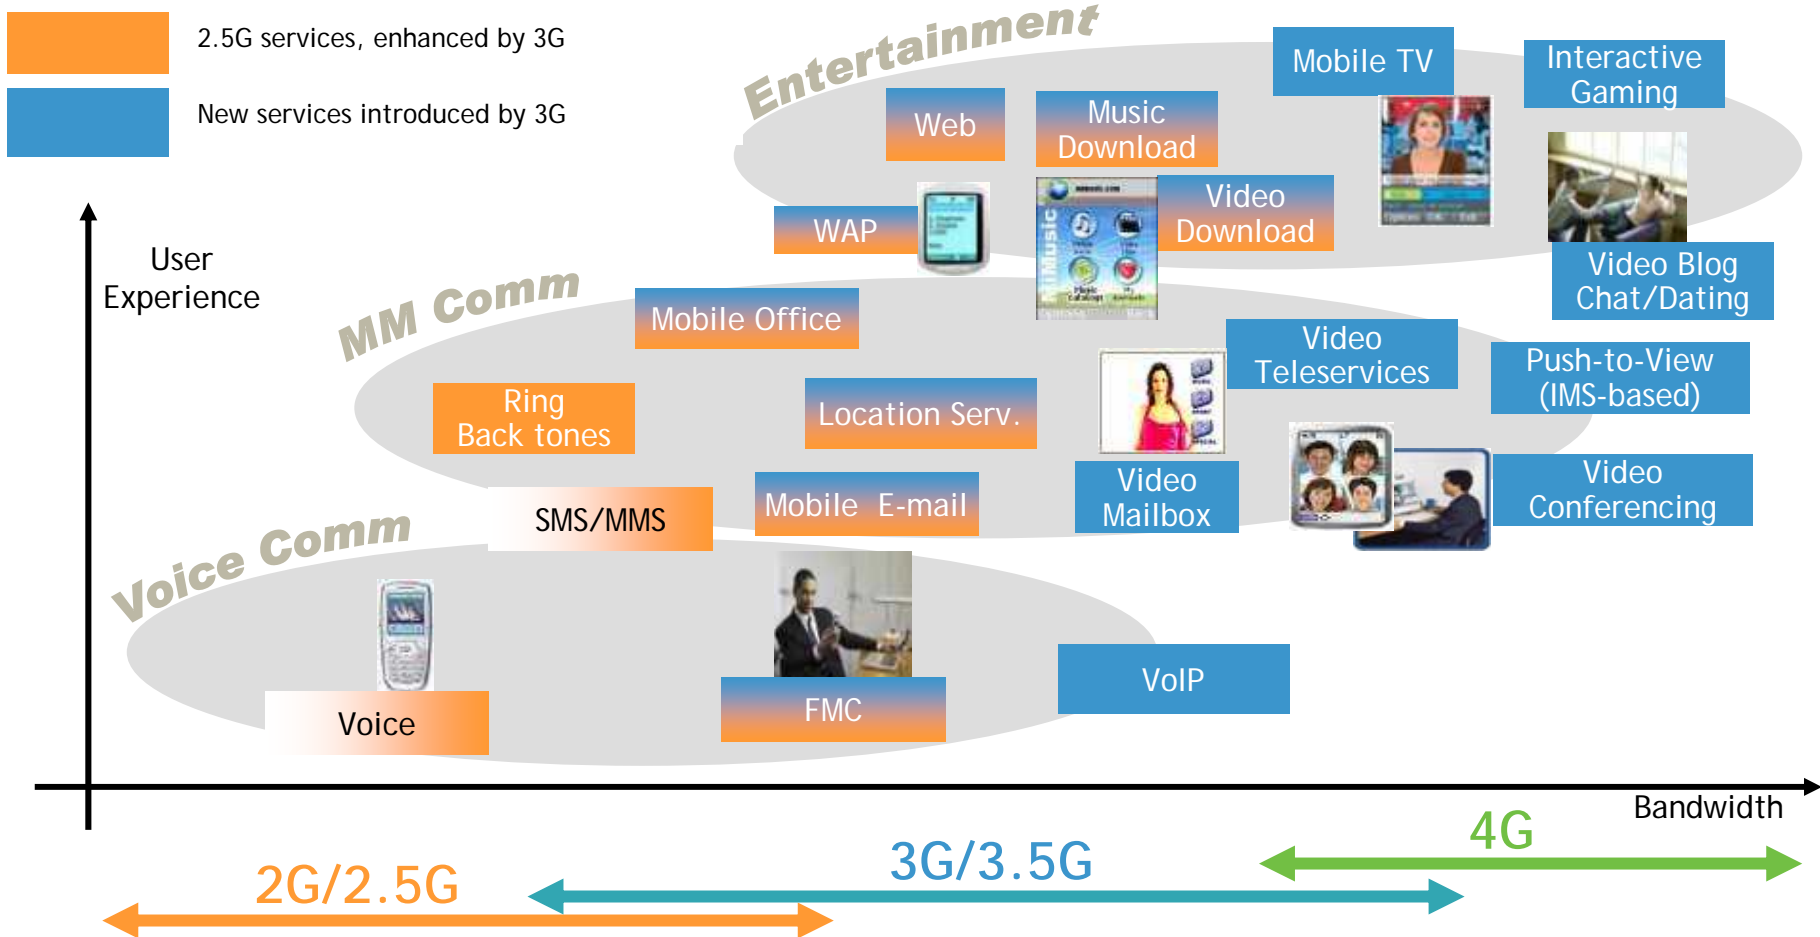 2.5G services, enhanced by 3G
New services introduced by 3G
Entertainment
Mobile TV
Interactive
Gaming
Web
Music
Download
WAP
Video
Download
MiMusic
User
Experience
Video Blog
Chat/Dating
MM Comm
Mobile Office
Video
Teleservices
Push-to-View
(IMS-based)
Ring
Back tones
Location Serv.
SMS/MMS
Mobile E-mail
Video
Mailbox
Video
Conferencing
Voice Comm
Voice
FMC
VoIP
Bandwidth
4G
3G/3.5G
2G/2.5G